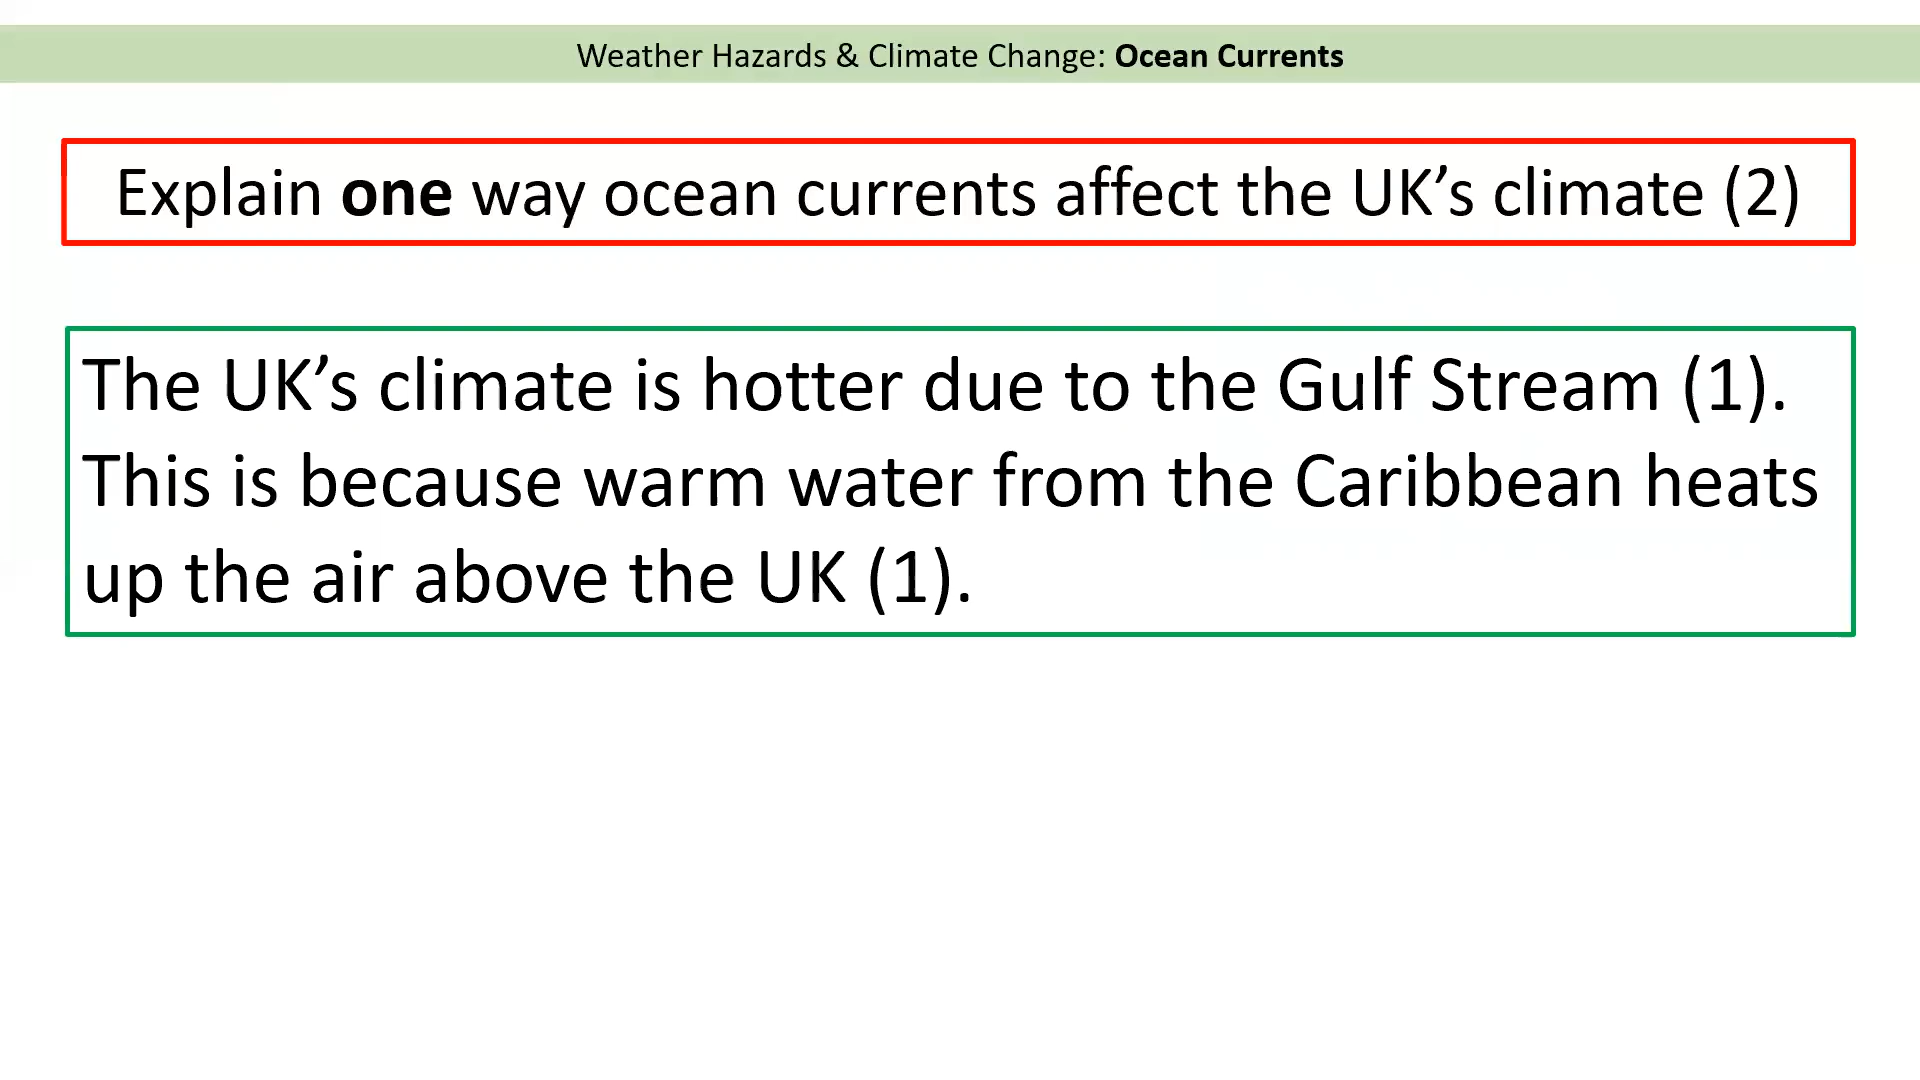 Weather Hazards & Climate Change: Ocean Currents
Explain one way ocean currents affect the UK’s climate (2)
The UK’s climate is hotter due to the Gulf Stream (1).
This is because warm water from the Caribbean heats
up the air above the UK (1).